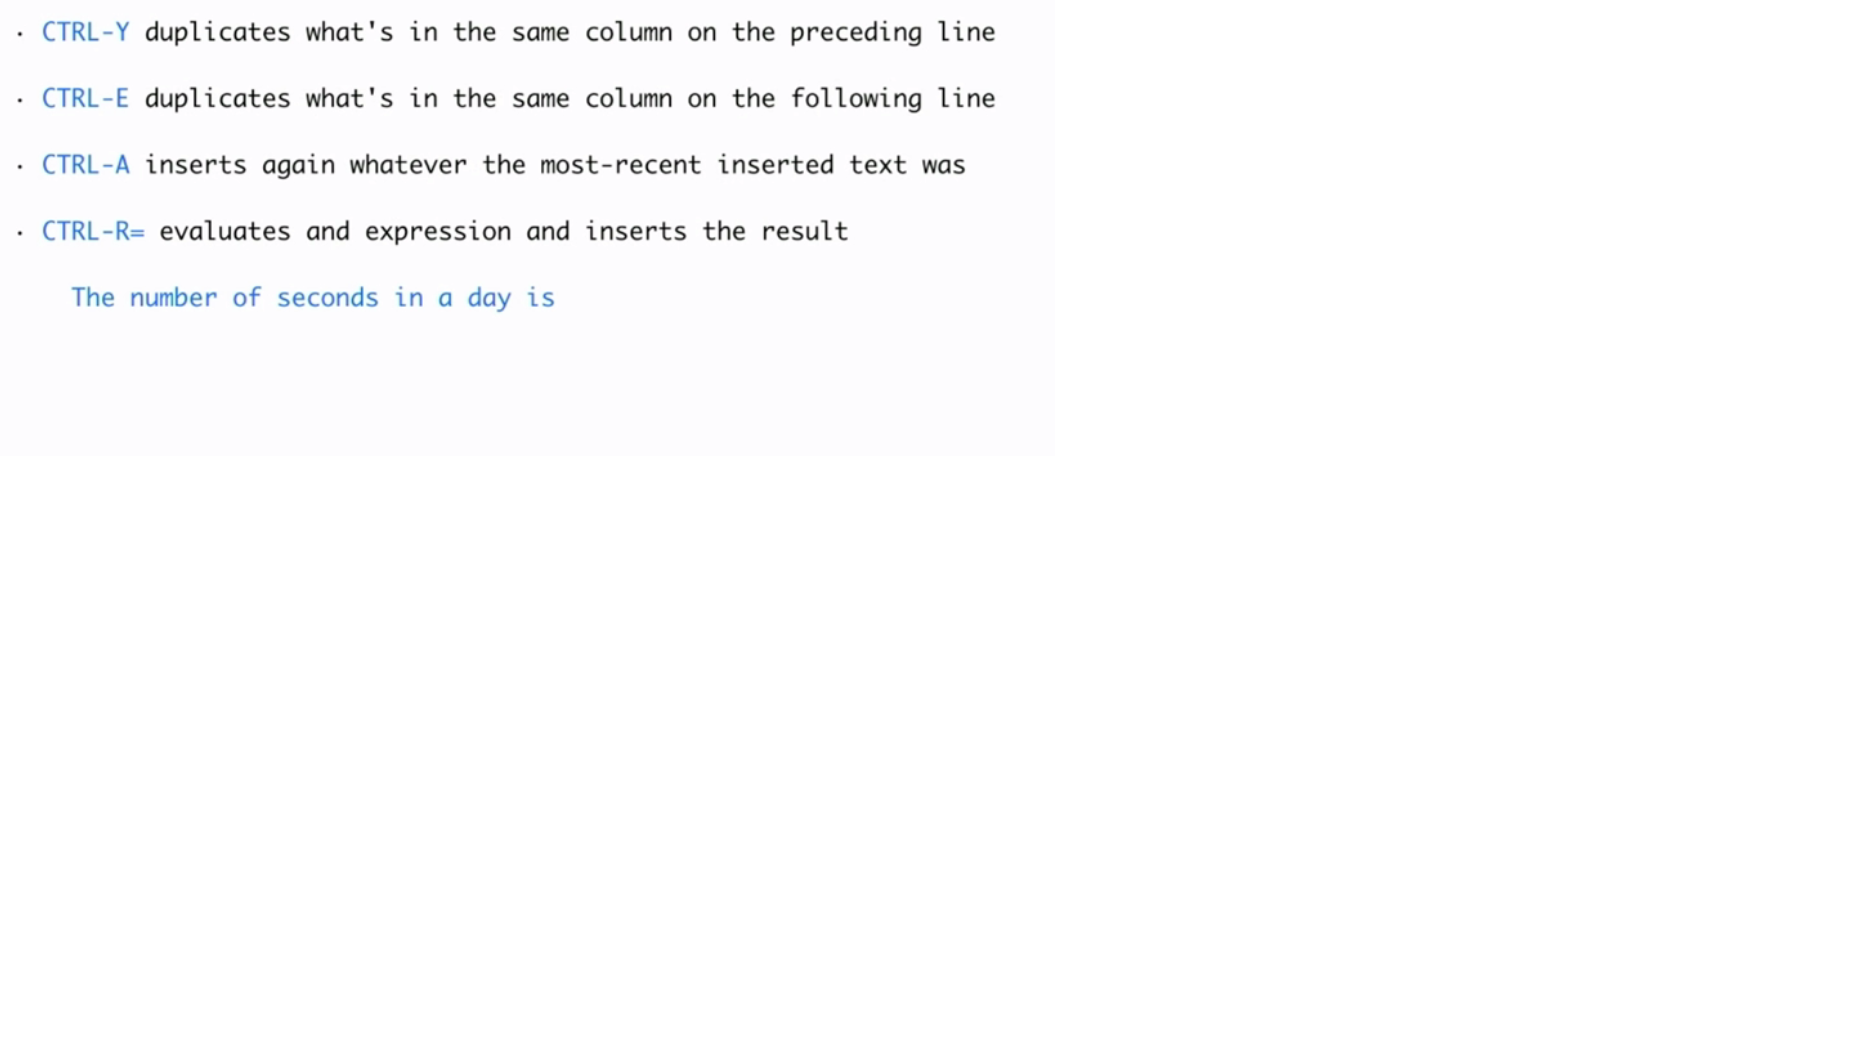 · CTRL-Y duplicates what's in the same column on the preceding line
· CTRL-E duplicates what's in the same column on the following line
· CTRL-A inserts again whatever the most-recent inserted text was
· CTRL-R= evaluates and expression and inserts the result
The number of seconds in a day is